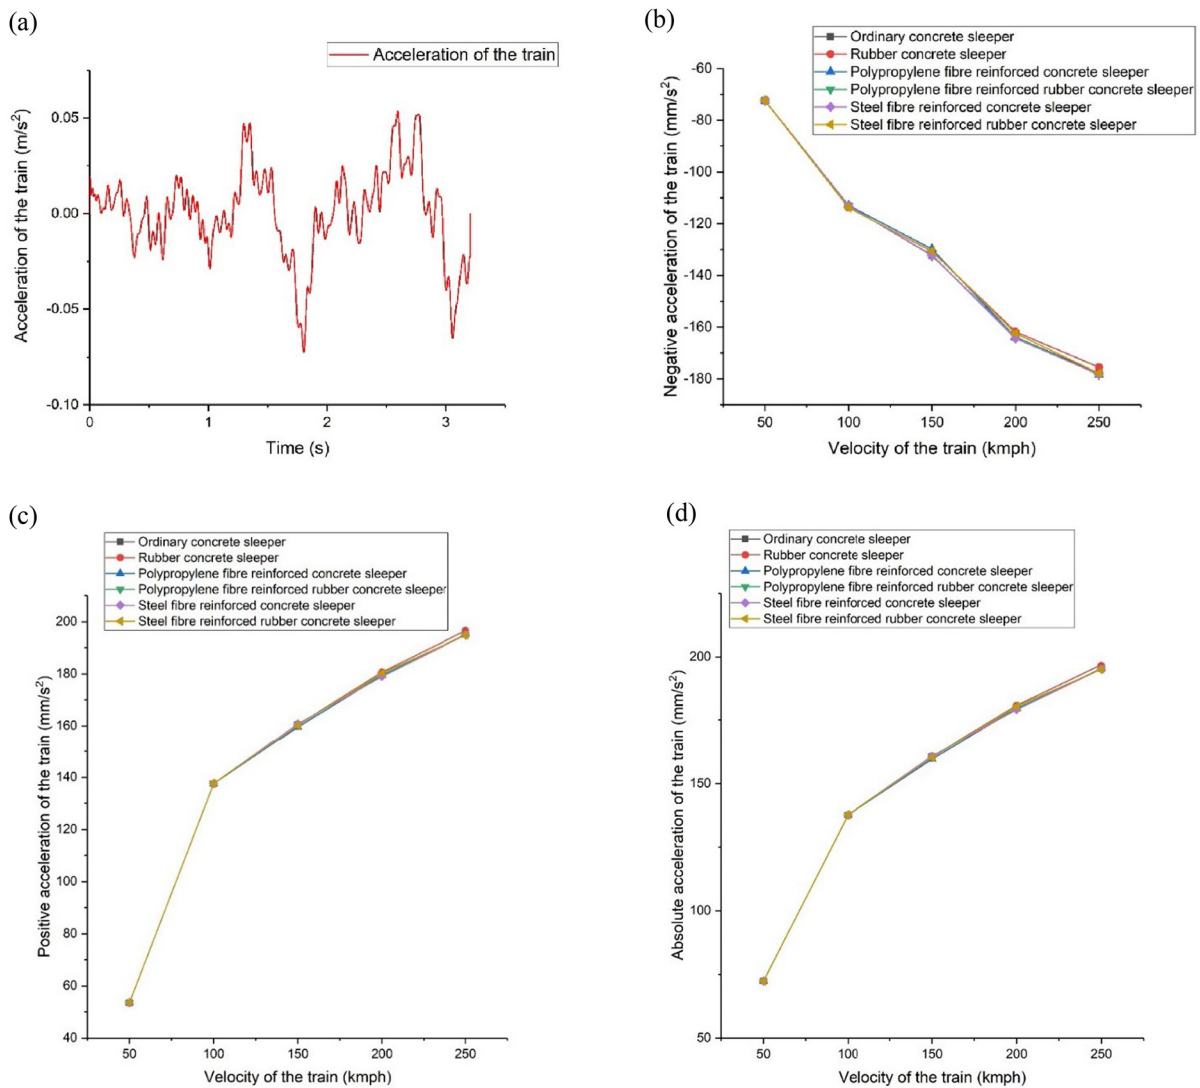 (a)
Acceleration of the train
0.05
0.00
-0.05
-0.10
Acceleration of the train (m/s²)
0
1
2
3
Time (s)
(b)
Ordinary concrete sleeper
Rubber concrete sleeper
Polypropylene fibre reinforced concrete sleeper
Polypropylene fibre reinforced rubber concrete sleeper
Steel fibre reinforced concrete sleeper
Steel fibre reinforced rubber concrete sleeper
-60
-80
-100
-120
-140
-160
-180
Negative acceleration of the train (mm/s²)
50
100
150
200
250
Velocity of the train (kmph)
(c)
Ordinary concrete sleeper
Rubber concrete sleeper
Polypropylene fibre reinforced concrete sleeper
Polypropylene fibre reinforced rubber concrete sleeper
Steel fibre reinforced concrete sleeper
Steel fibre reinforced rubber concrete sleeper
200
180
160
140
120
100
80
60
40
Positive acceleration of the train (mm/s²)
50
100
150
200
250
Velocity of the train (kmph)
(d)
Ordinary concrete sleeper
Rubber concrete sleeper
Polypropylene fibre reinforced concrete sleeper
Polypropylene fibre reinforced rubber concrete sleeper
Steel fibre reinforced concrete sleeper
Steel fibre reinforced rubber concrete sleeper
200
150
100
50
Absolute acceleration of the train (mm/s²)
50
100
150
200
250
Velocity of the train (kmph)